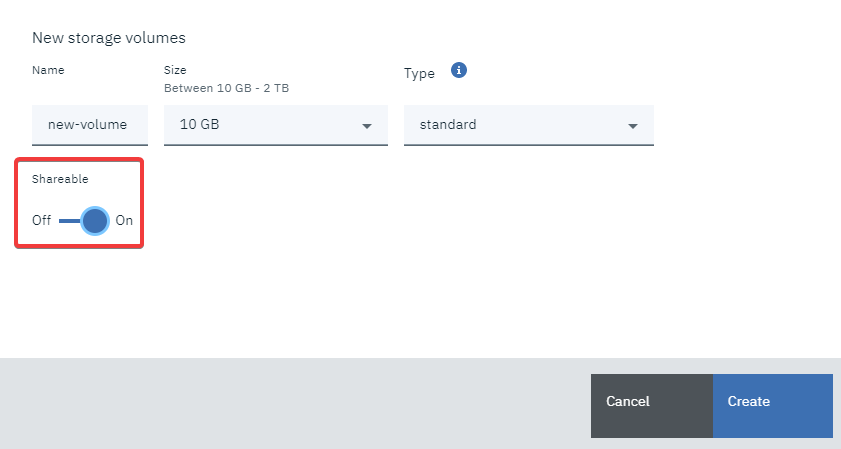 New storage volumes
Name
Size
Between 10 GB - 2 TB
Type
new-volume
10 GB
standard
Shareable
Off
On
Cancel
Create